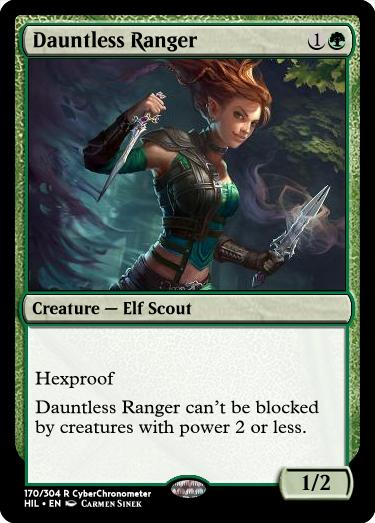 Dauntless Ranger 1
Creature — Elf Scout
Hexproof
Dauntless Ranger can't be blocked
by creatures with power 2 or less.
1/2
170/304 R CyberChronometer
HIL • EN Carmen Sinek